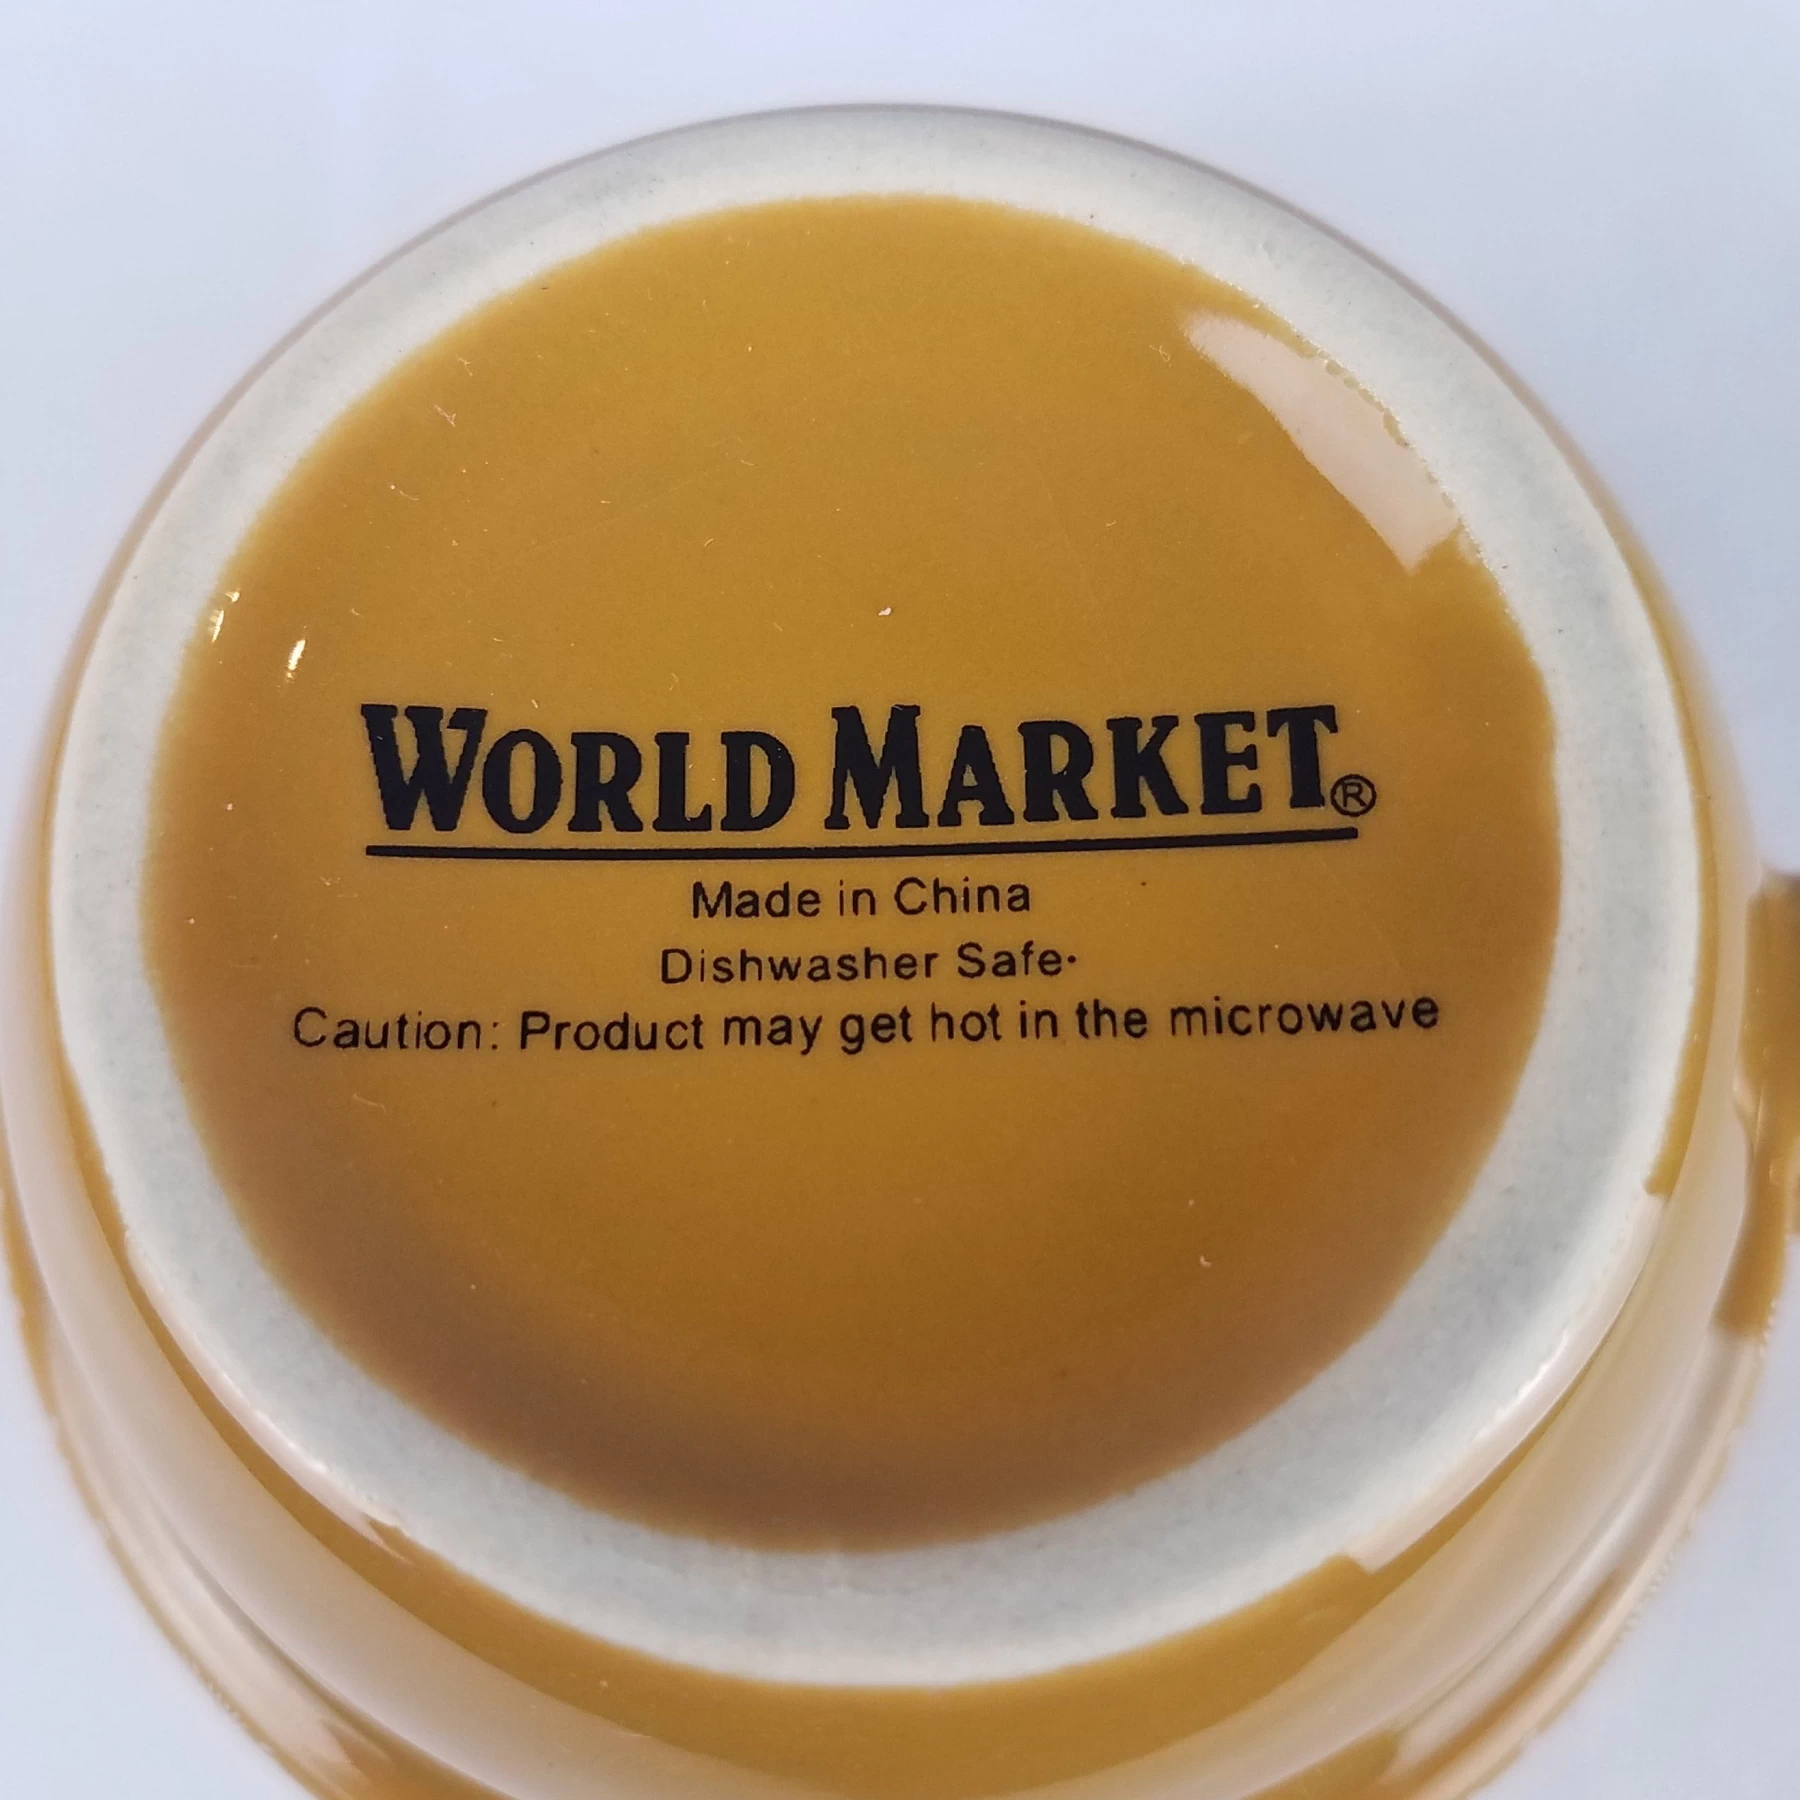 WORLD MARKET®
Made in China
Dishwasher Safe·
Caution: Product may get hot in the microwave